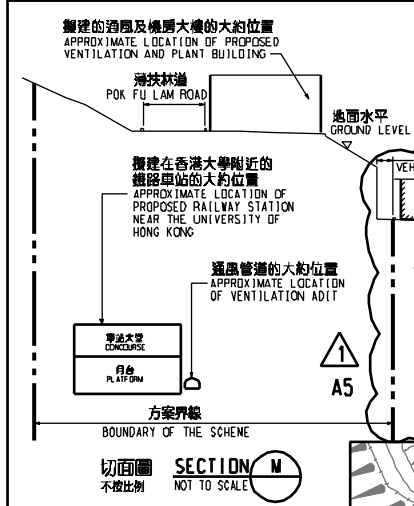 擬建的通風及機房大樓的大約位置
APPROXIMATE LOCATION OF PROPOSED
VENTILATION AND PLANT BUILDING
薄扶林道
POK FU LAM ROAD
地面水平
GROUND LEVEL
VEH
擬建在香港大學附近的
鐵路車站的大約位置
APPROXIMATE LOCATION OF
PROPOSED RAILWAY STATION
NEAR THE UNIVERSITY OF
HONG KONG
通風管道的大約位置
APPROXIMATE LOCATION
OF VENTILATION ADIT
車站大堂
CONCOURSE
月台
PLATFORM
1
A5
方案界線
BOUNDARY OF THE SCHEME
切面圖 SECTION M
不按比例 NOT TO SCALE